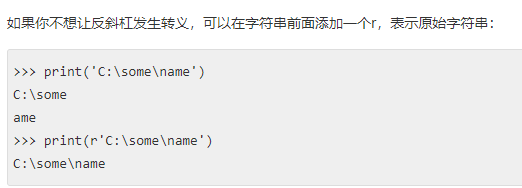 如果你不想让反斜杠发生转义，可以在字符串前面添加一个r，表示原始字符串：
>>> print('C:\some\name')
C:\some
ame
>>> print(r'C:\some\name')
C:\some\name